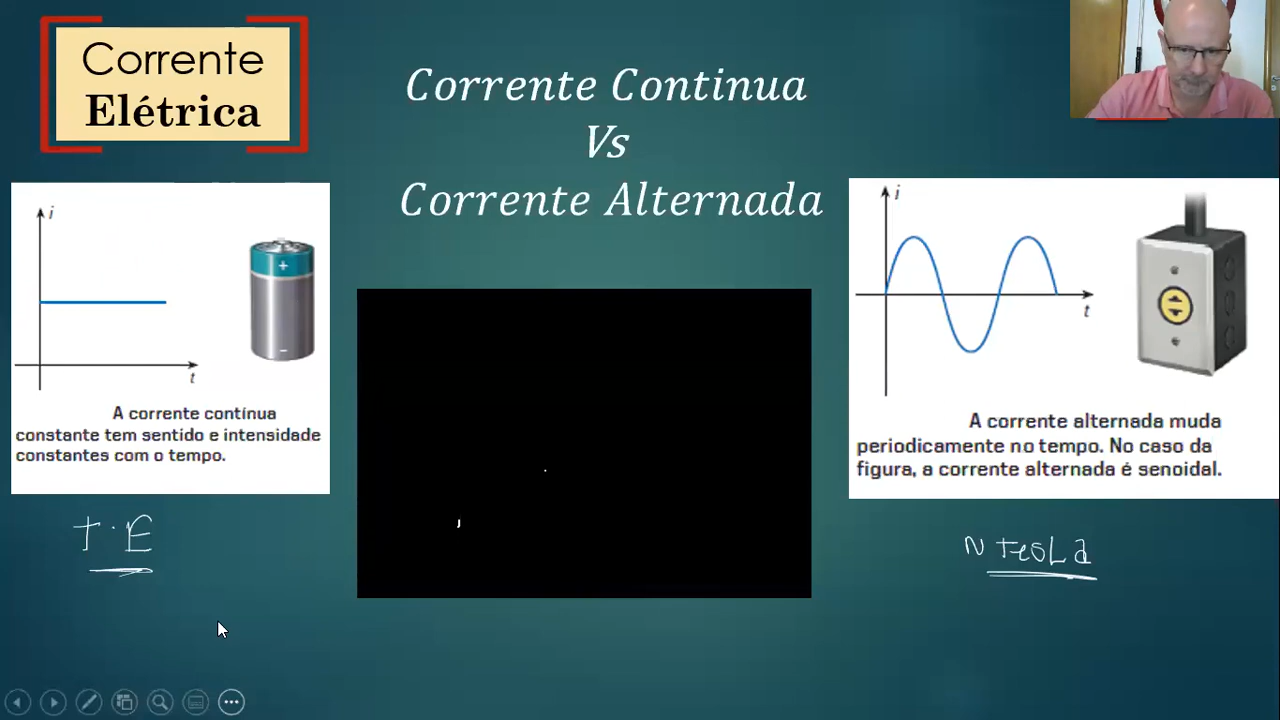 Corrente
Elétrica
Corrente Continua
Vs
Corrente Alternada
i
t
+
-
A corrente contínua
constante tem sentido e intensidade
constantes com o tempo.
i
t
A corrente alternada muda
periodicamente no tempo. No caso da
figura, a corrente alternada é senoidal.
T.E
N TesLa